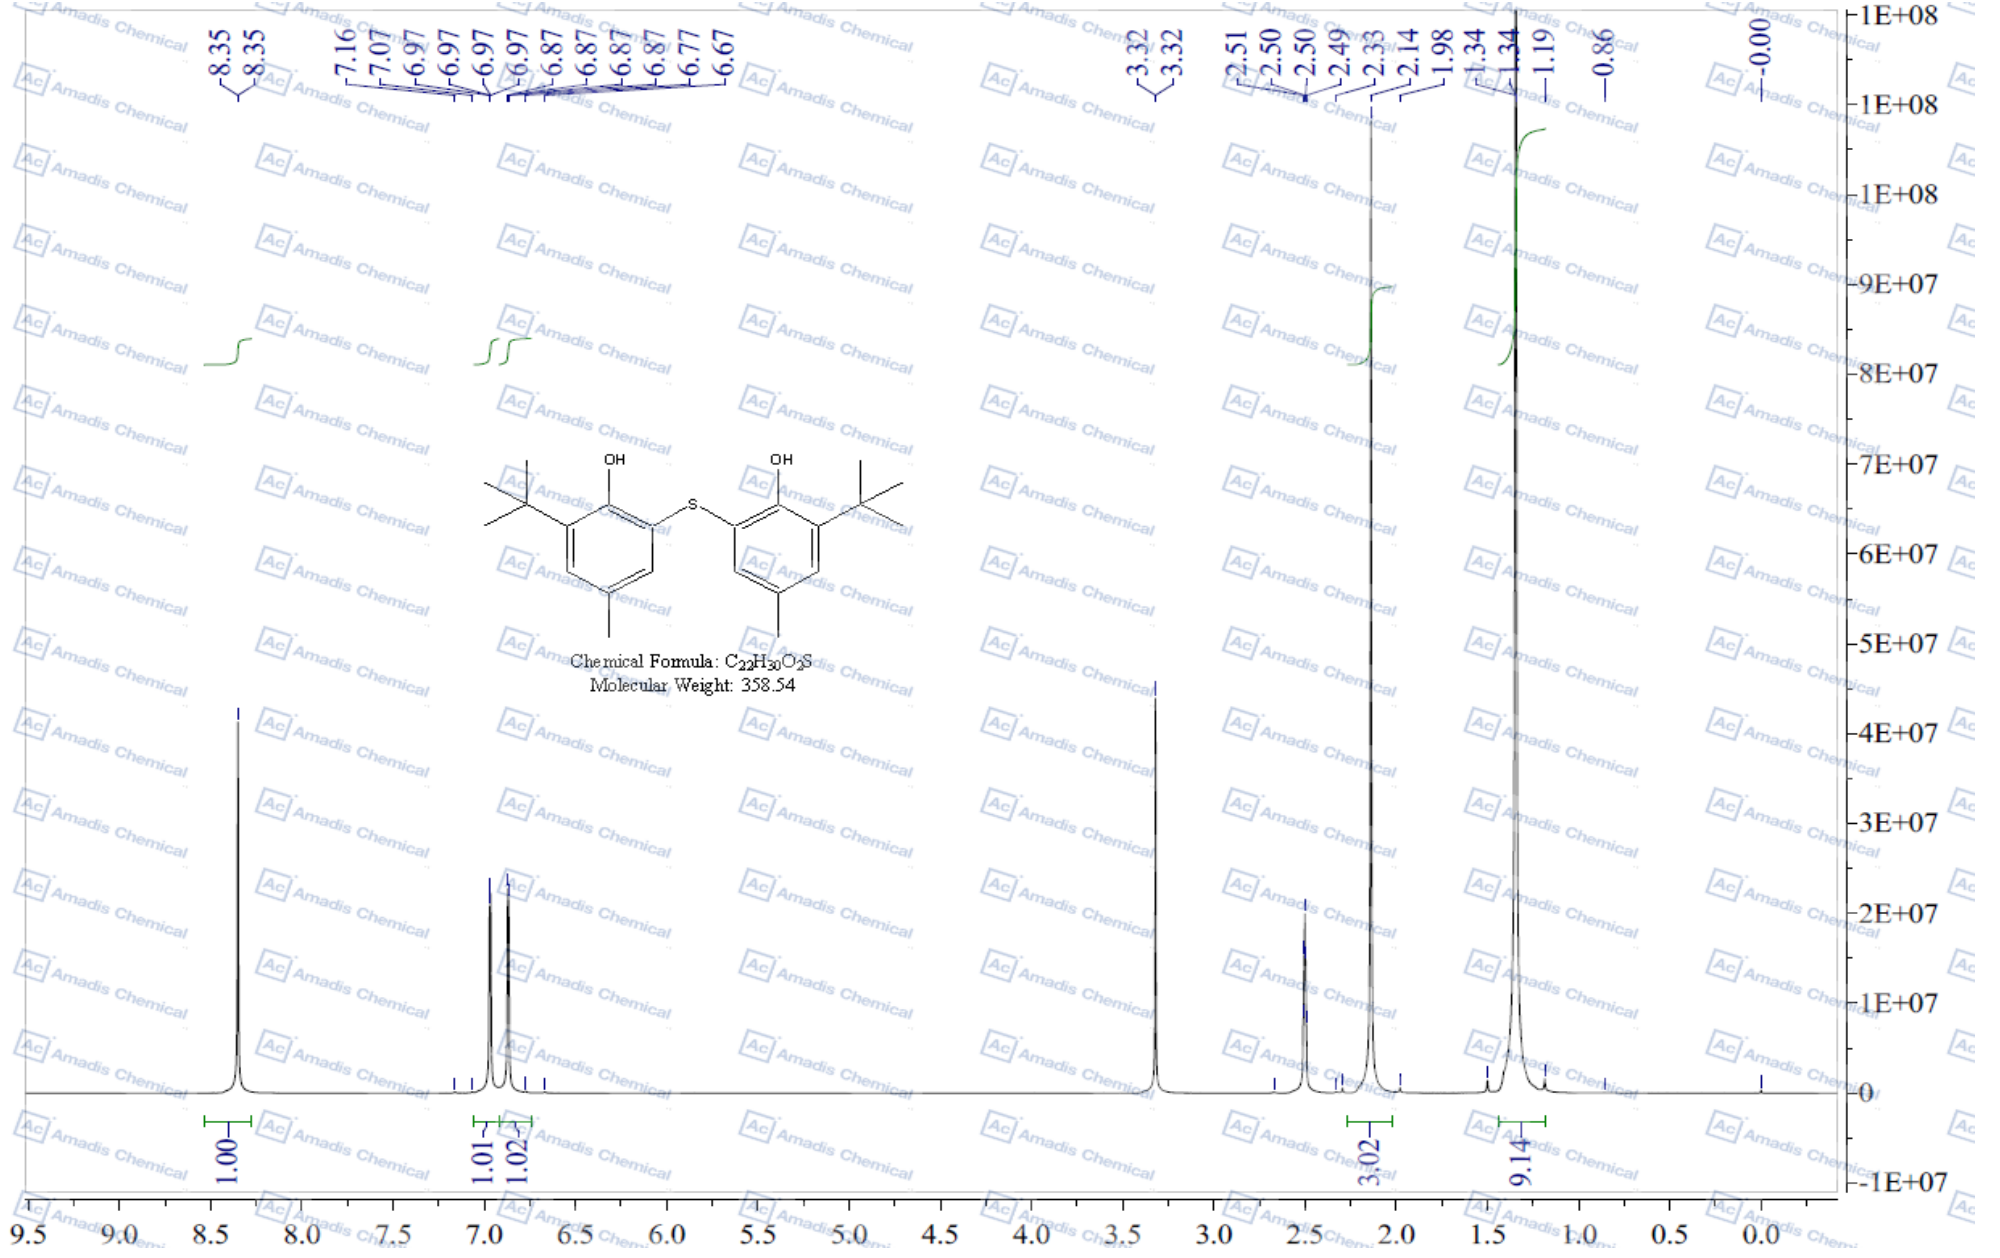 8.35
8.35
7.16
7.07
6.97
6.97
6.97
6.97
6.87
6.87
6.87
6.87
6.77
6.67
3.32
3.32
2.51
2.50
2.50
2.49
2.33
2.14
1.98
1.34
1.34
1.19
0.86
-0.00
1E+08
1E+08
1E+08
9E+07
8E+07
7E+07
6E+07
5E+07
4E+07
3E+07
2E+07
1E+07
0
-1E+07
OH
OH
S
Chemical Formula: C22H30O2S
Molecular Weight: 358.54
1.00
1.01
1.02
3.02
9.14
9.5 9.0 8.5 8.0 7.5 7.0 6.5 6.0 5.5 5.0 4.5 4.0 3.5 3.0 2.5 2.0 1.5 1.0 0.5 0.0
Ac Amadis Chemical